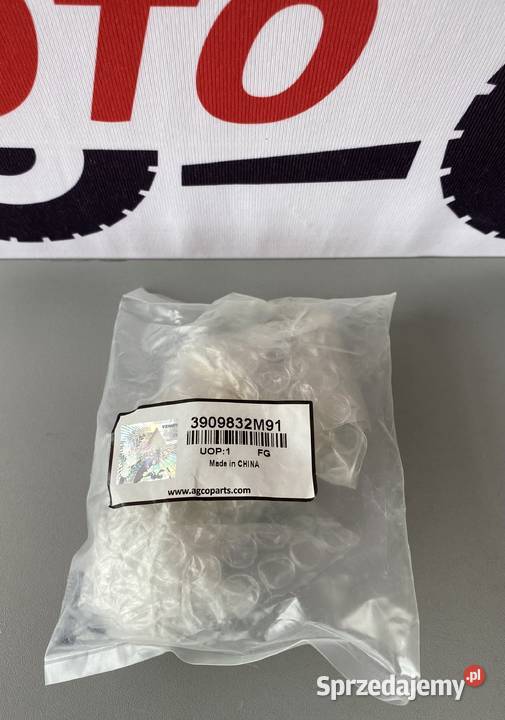 OTO
3909832M91
UOP:1 FG
Made in CHINA
www.agcoparts.com
Sprzedajemy.pl